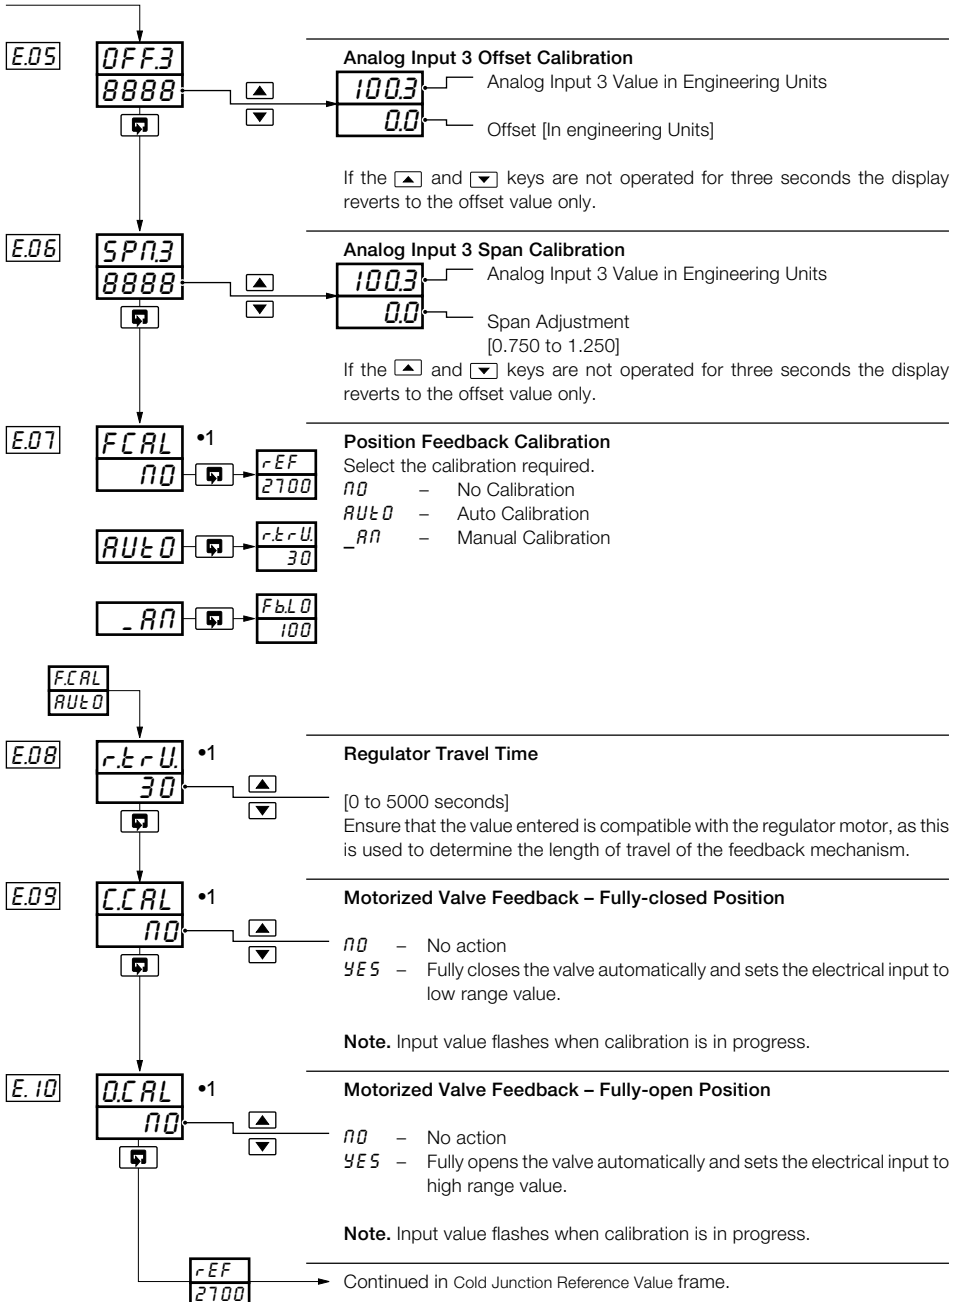 E.05
OFF.3
8888
Analog Input 3 Offset Calibration
100.3
Analog Input 3 Value in Engineering Units
0.0
Offset [In engineering Units]
If the ▲ and ▼ keys are not operated for three seconds the display
reverts to the offset value only.
E.06
SPN.3
8888
Analog Input 3 Span Calibration
100.3
Analog Input 3 Value in Engineering Units
0.0
Span Adjustment
[0.750 to 1.250]
If the ▲ and ▼ keys are not operated for three seconds the display
reverts to the offset value only.
E.07
FCAL •1
NO
rEF
2700
AUtO
r.trU.
30
_AN
Fb.LO
100
Position Feedback Calibration
Select the calibration required.
NO – No Calibration
AUtO – Auto Calibration
_AN – Manual Calibration
F.CAL
AUtO
E.08
r.trU. •1
30
Regulator Travel Time
[0 to 5000 seconds]
Ensure that the value entered is compatible with the regulator motor, as this
is used to determine the length of travel of the feedback mechanism.
E.09
C.CAL •1
NO
Motorized Valve Feedback – Fully-closed Position
NO – No action
YES – Fully closes the valve automatically and sets the electrical input to
low range value.
Note. Input value flashes when calibration is in progress.
E.10
O.CAL •1
NO
Motorized Valve Feedback – Fully-open Position
NO – No action
YES – Fully opens the valve automatically and sets the electrical input to
high range value.
Note. Input value flashes when calibration is in progress.
rEF
2700
Continued in Cold Junction Reference Value frame.